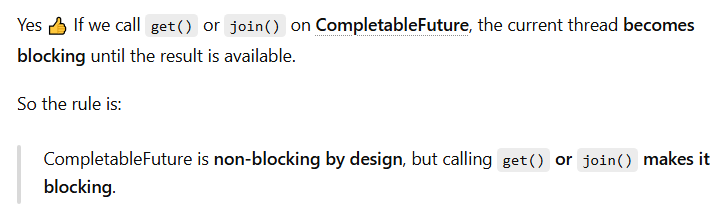 Yes 👍 If we call get() or join() on CompletableFuture, the current thread becomes
blocking until the result is available.
So the rule is:
CompletableFuture is non-blocking by design, but calling get() or join() makes it
blocking.